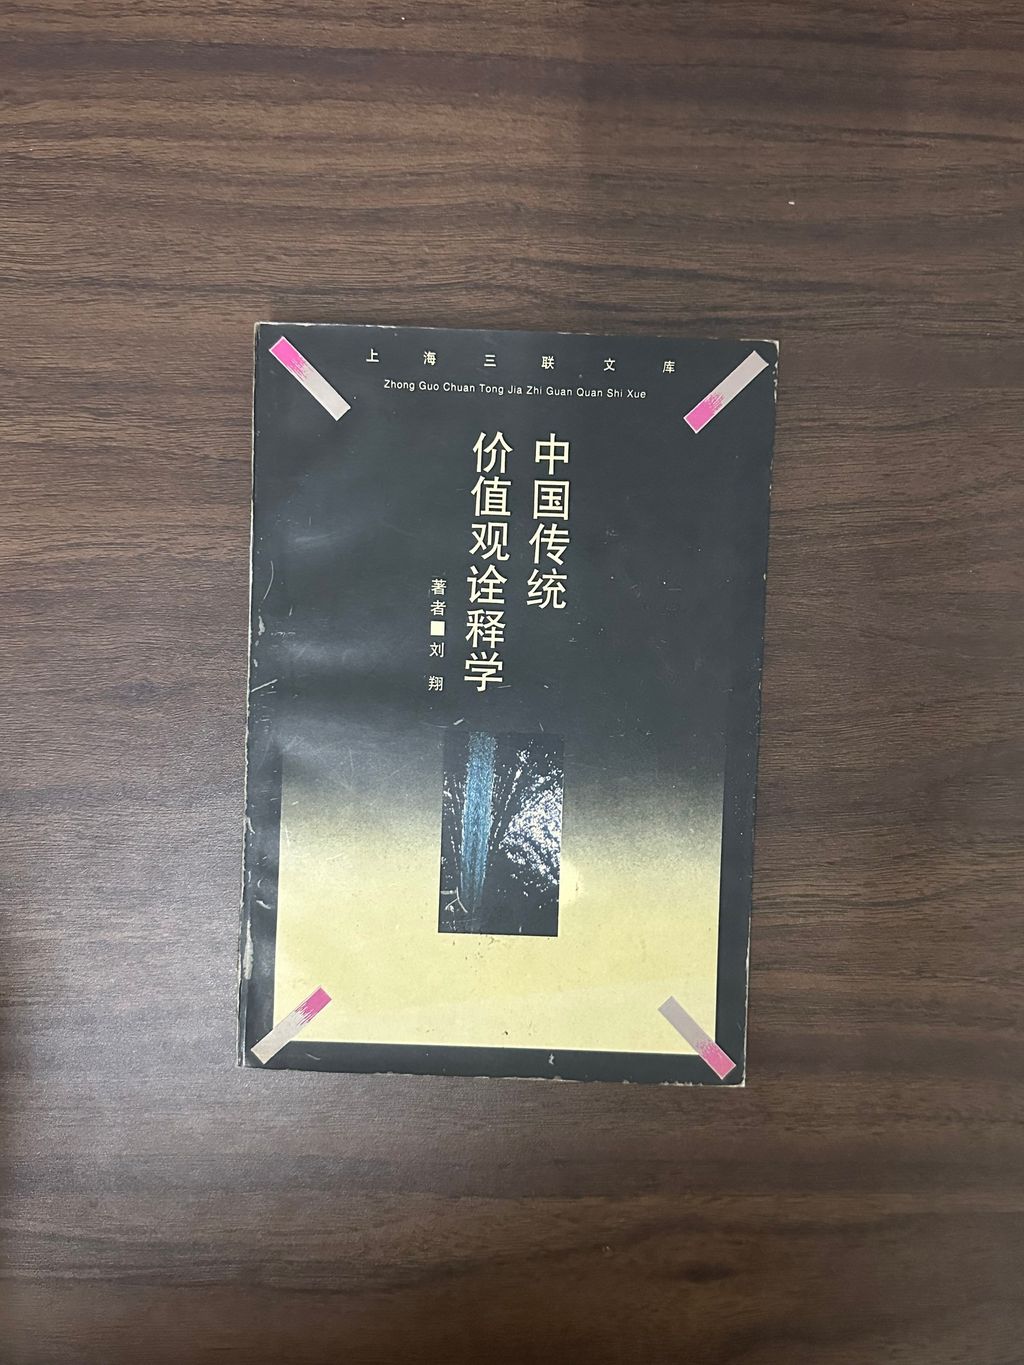 上海三联文库
Zhong Guo Chuan Tong Jia Zhi Guan Quan Shi Xue
中国传统
价值观诠释学
著者■刘翔